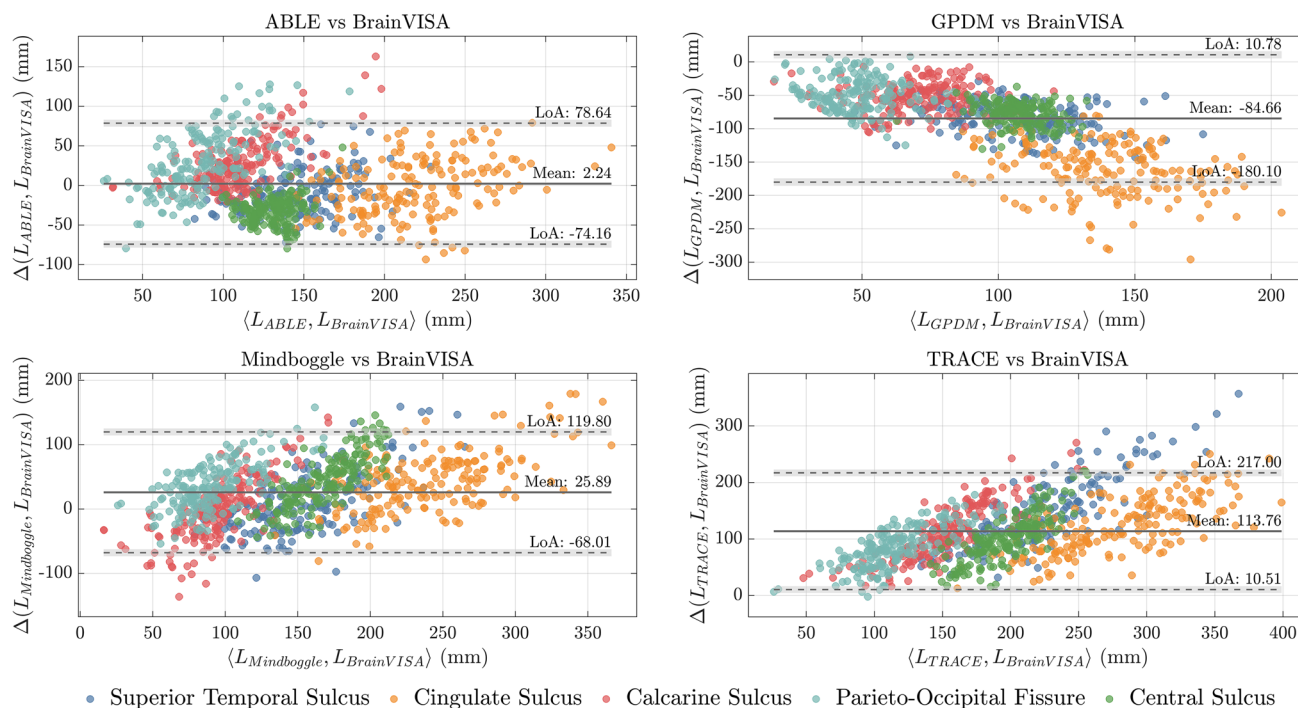 ABLE vs BrainVISA
Δ(L_ABLE, L_BrainVISA) (mm)
150
100
50
0
-50
-100
LoA: 78.64
Mean: 2.24
LoA: -74.16
50 100 150 200 250 300 350
⟨L_ABLE, L_BrainVISA⟩ (mm)
GPDM vs BrainVISA
Δ(L_GPDM, L_BrainVISA) (mm)
0
-50
-100
-150
-200
-250
-300
LoA: 10.78
Mean: -84.66
LoA: -180.10
50 100 150 200
⟨L_GPDM, L_BrainVISA⟩ (mm)
Mindboggle vs BrainVISA
Δ(L_Mindboggle, L_BrainVISA) (mm)
200
100
0
-100
LoA: 119.80
Mean: 25.89
LoA: -68.01
0 50 100 150 200 250 300 350
⟨L_Mindboggle, L_BrainVISA⟩ (mm)
TRACE vs BrainVISA
Δ(L_TRACE, L_BrainVISA) (mm)
300
200
100
0
LoA: 217.00
Mean: 113.76
LoA: 10.51
50 100 150 200 250 300 350 400
⟨L_TRACE, L_BrainVISA⟩ (mm)
Superior Temporal Sulcus Cingulate Sulcus Calcarine Sulcus Parieto-Occipital Fissure Central Sulcus